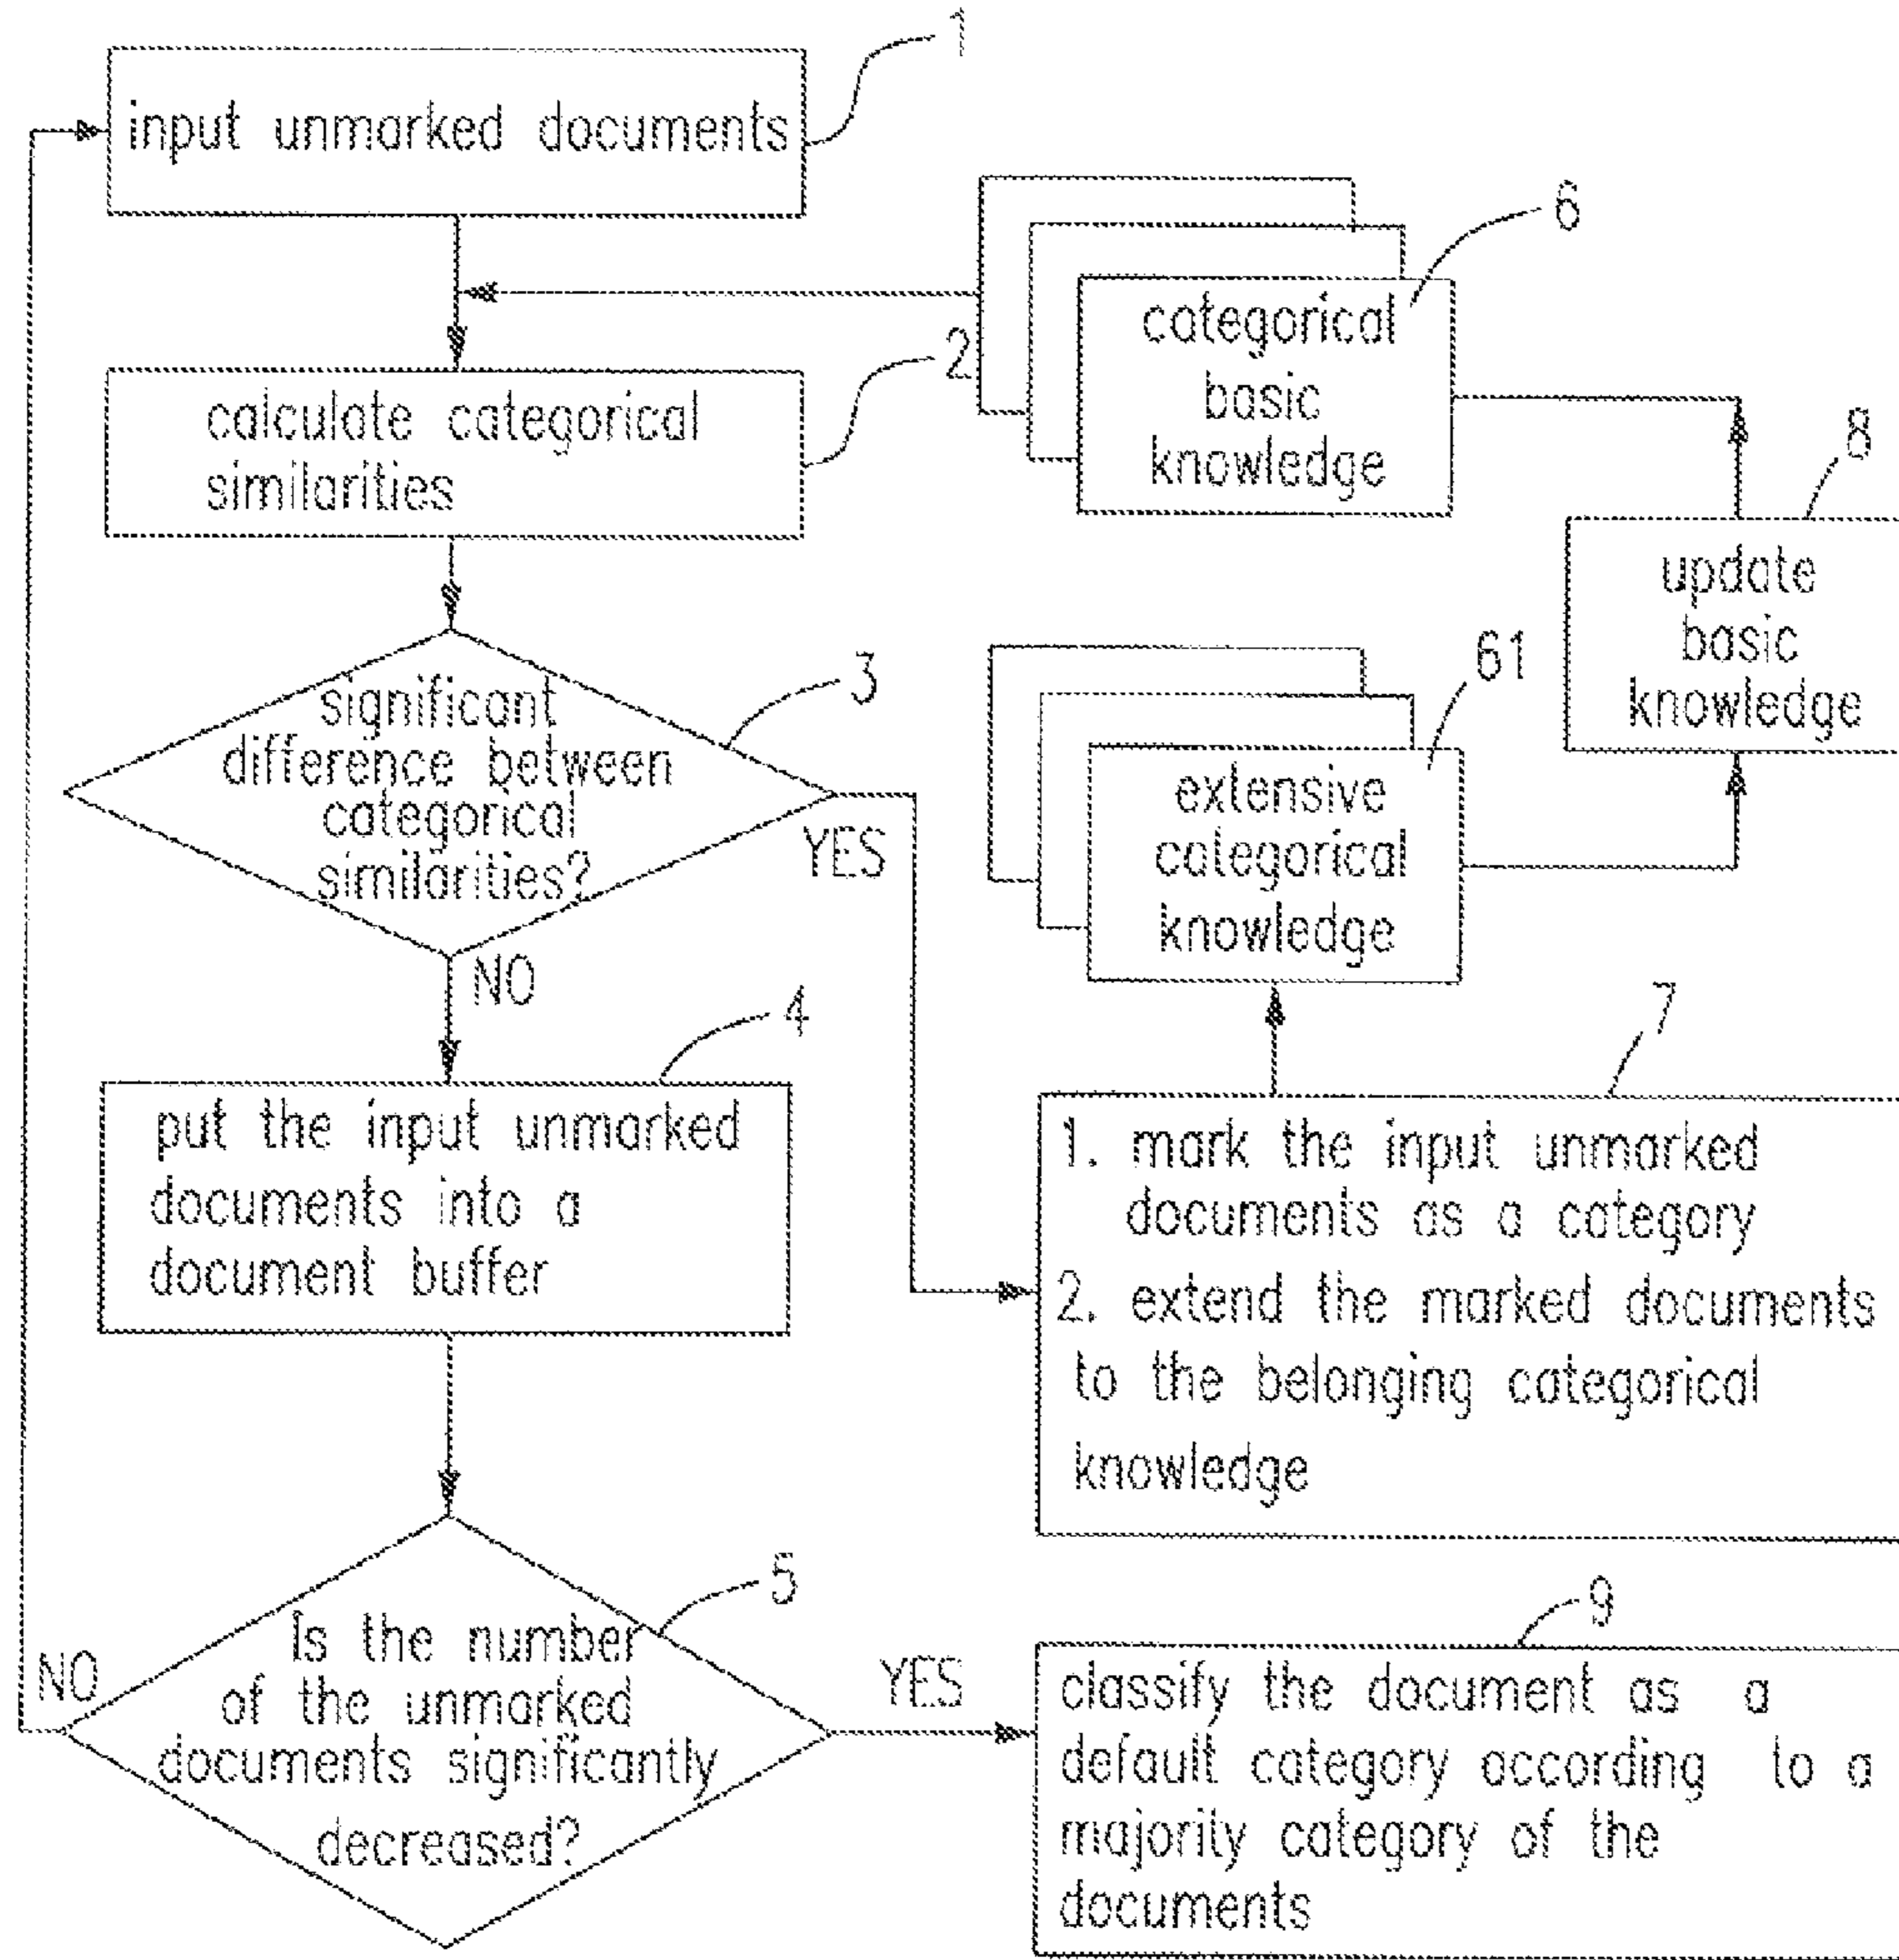 1
input unmarked documents
6
categorical
basic
knowledge
2
calculate categorical
similarities
8
update
basic
knowledge
3
significant
difference between
categorical
similarities?
YES
NO
61
extensive
categorical
knowledge
4
put the input unmarked
documents into a
document buffer
7
1. mark the input unmarked
documents as a category
2. extend the marked documents
to the belonging categorical
knowledge
5
Is the number
of the unmarked
documents significantly
decreased?
NO
YES
9
classify the document as a
default category according to a
majority category of the
documents